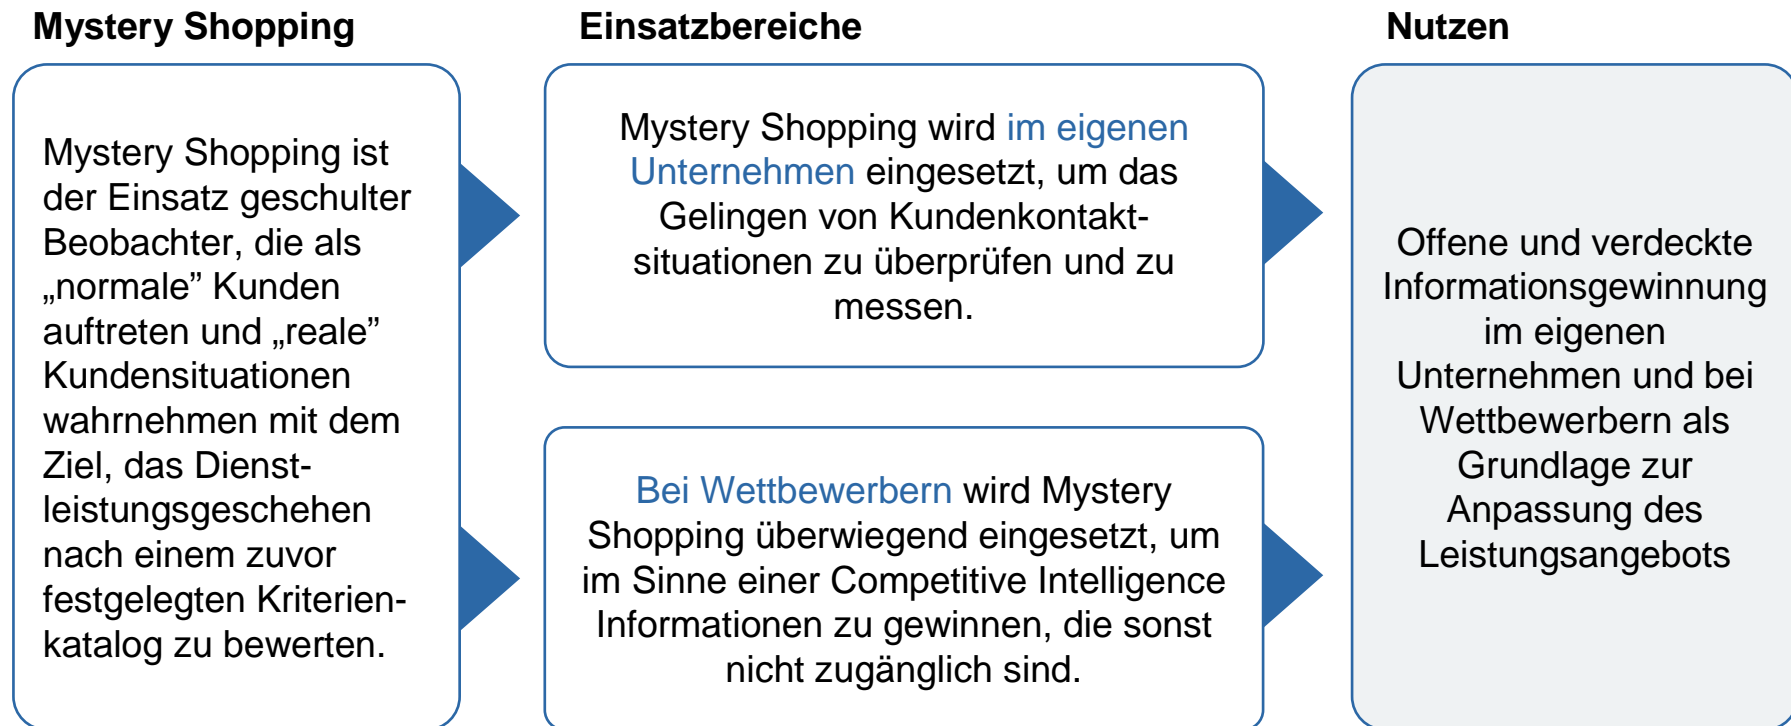 Mystery Shopping
Mystery Shopping ist
der Einsatz geschulter
Beobachter, die als
„normale” Kunden
auftreten und „reale”
Kundensituationen
wahrnehmen mit dem
Ziel, das Dienst-
leistungsgeschehen
nach einem zuvor
festgelegten Kriterien-
katalog zu bewerten.
Einsatzbereiche
Mystery Shopping wird im eigenen
Unternehmen eingesetzt, um das
Gelingen von Kundenkontakt-
situationen zu überprüfen und zu
messen.
Bei Wettbewerbern wird Mystery
Shopping überwiegend eingesetzt, um
im Sinne einer Competitive Intelligence
Informationen zu gewinnen, die sonst
nicht zugänglich sind.
Nutzen
Offene und verdeckte
Informationsgewinnung
im eigenen
Unternehmen und bei
Wettbewerbern als
Grundlage zur
Anpassung des
Leistungsangebots